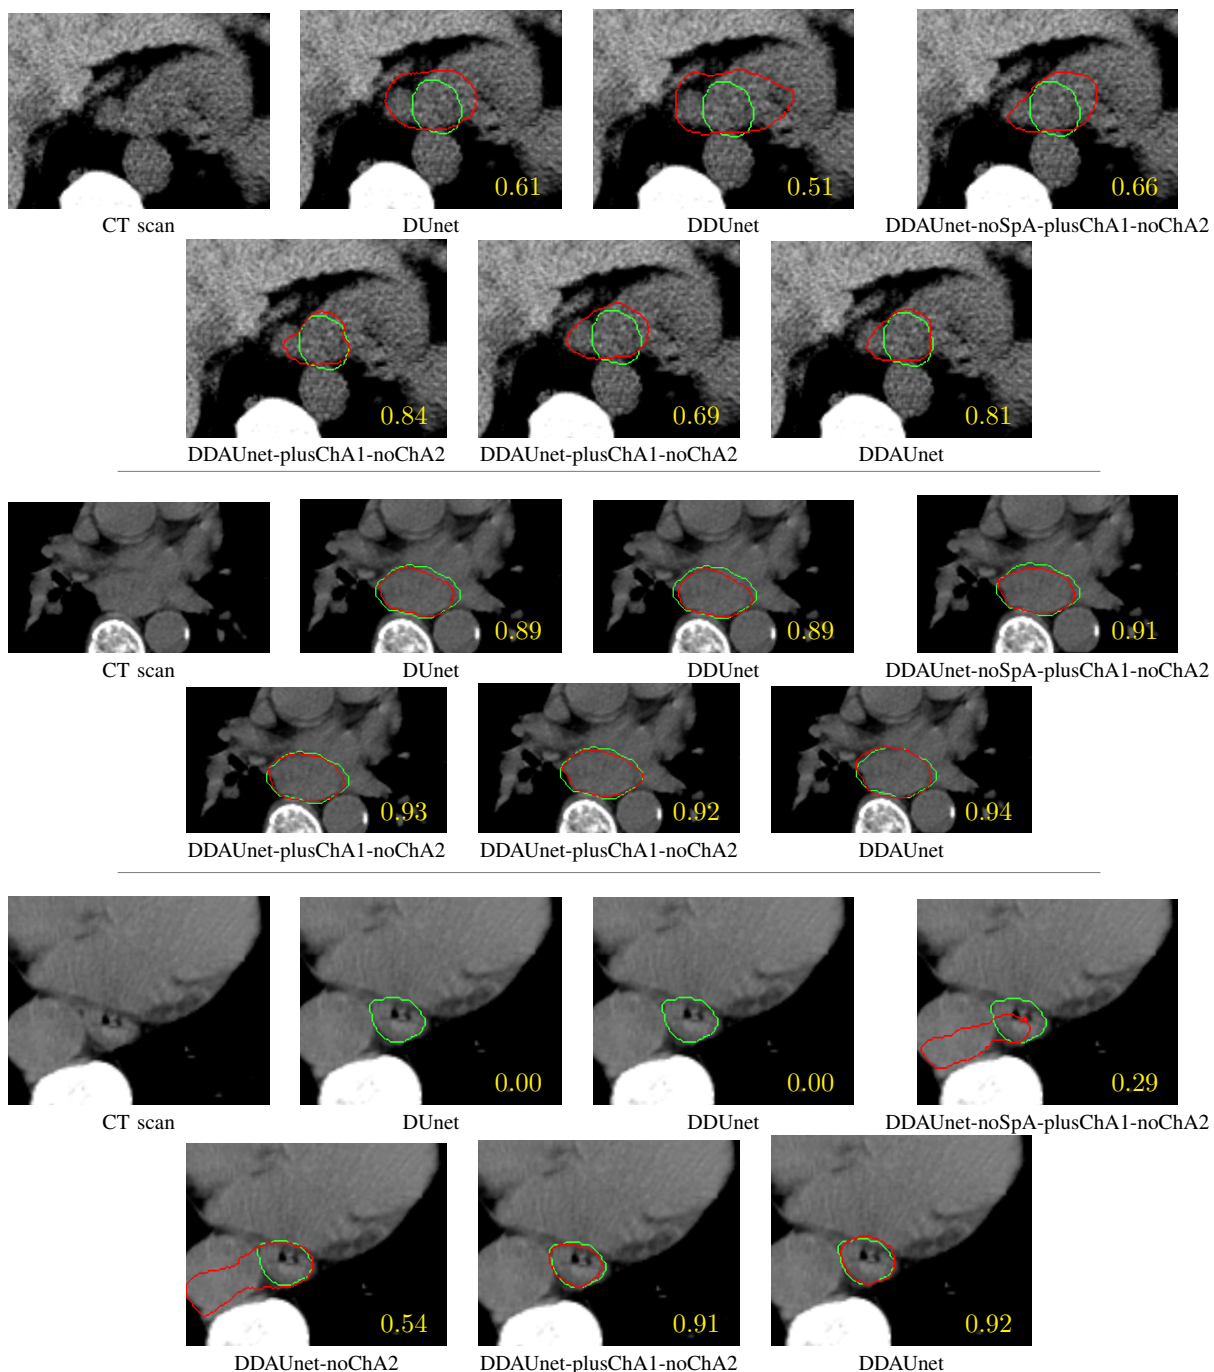 0.61 0.51 0.66
CT scan DUnet DDUnet DDAUnet-noSpA-plusChA1-noChA2
0.84 0.69 0.81
DDAUnet-plusChA1-noChA2 DDAUnet-plusChA1-noChA2 DDAUnet
0.89 0.89 0.91
CT scan DUnet DDUnet DDAUnet-noSpA-plusChA1-noChA2
0.93 0.92 0.94
DDAUnet-plusChA1-noChA2 DDAUnet-plusChA1-noChA2 DDAUnet
0.00 0.00 0.29
CT scan DUnet DDUnet DDAUnet-noSpA-plusChA1-noChA2
0.54 0.91 0.92
DDAUnet-noChA2 DDAUnet-plusChA1-noChA2 DDAUnet